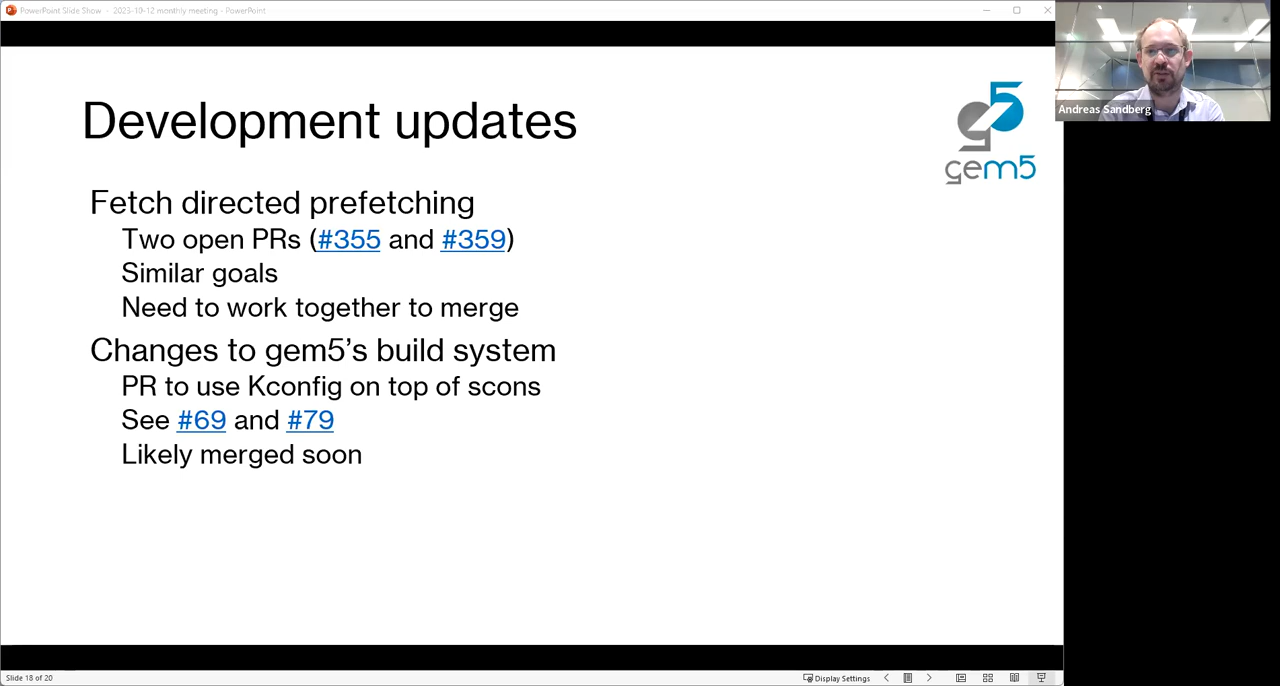 PowerPoint Slide Show - 2023-10-12 monthly meeting - PowerPoint
Andreas Sandberg
Development updates
gem5
Fetch directed prefetching
Two open PRs (#355 and #359)
Similar goals
Need to work together to merge
Changes to gem5’s build system
PR to use Kconfig on top of scons
See #69 and #79
Likely merged soon
Slide 18 of 20
Display Settings